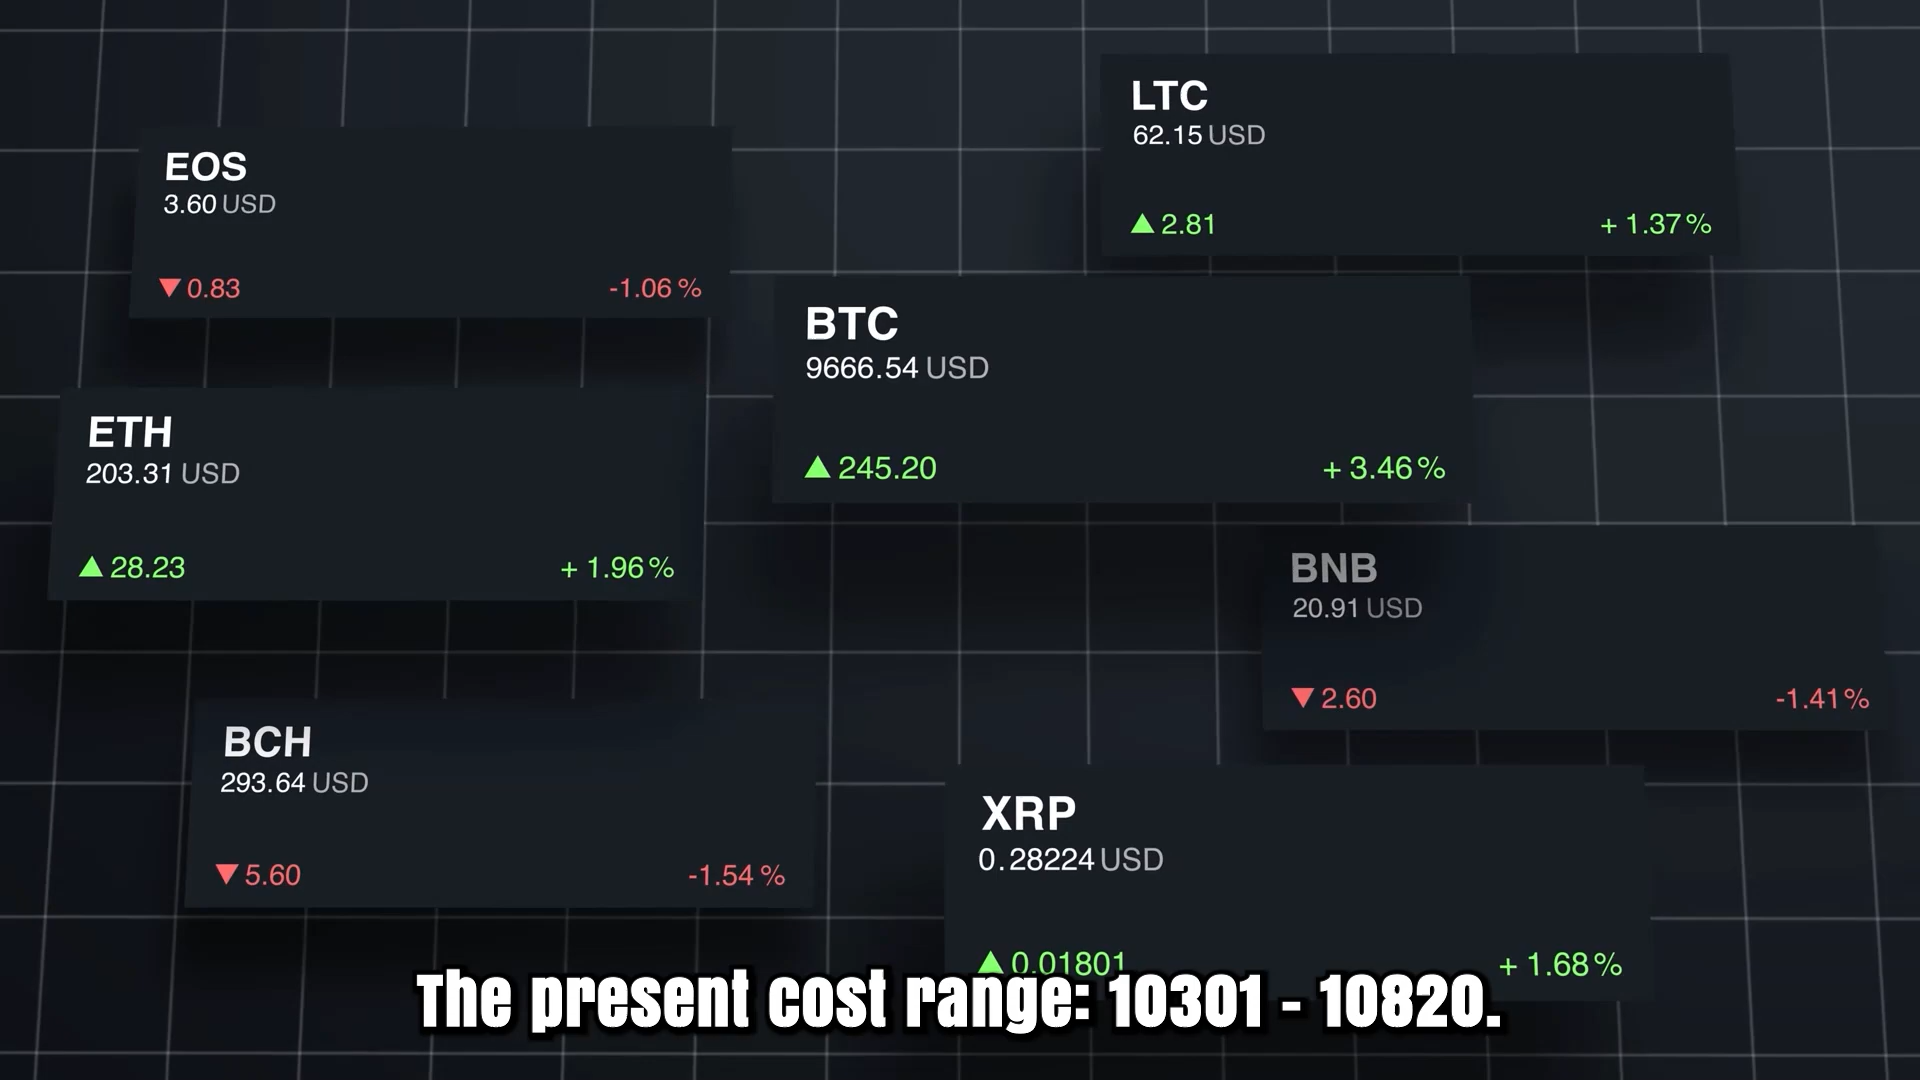 LTC
62.15 USD
▲ 2.81 + 1.37%
EOS
3.60 USD
▼ 0.83 -1.06 %
BTC
9666.54 USD
▲ 245.20 + 3.46%
ETH
203.31 USD
▲ 28.23 + 1.96%
BNB
20.91 USD
▼ 2.60 -1.41%
BCH
293.64 USD
▼ 5.60 -1.54 %
XRP
0.28224 USD
▲ 0.01801 + 1.68%
The present cost range: 10301 - 10820.